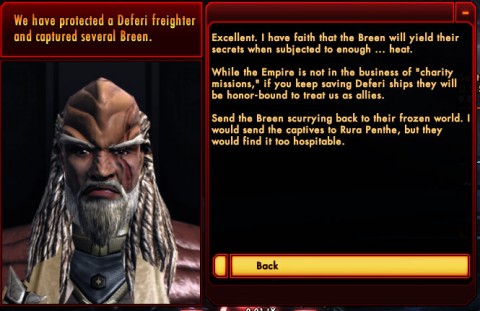 We have protected a Deferi freighter
and captured several Breen.
Excellent. I have faith that the Breen will yield their
secrets when subjected to enough ... heat.
While the Empire is not in the business of "charity
missions," if you keep saving Deferi ships they will
be honor-bound to treat us as allies.
Send the Breen scurrying back to their frozen world. I
would send the captives to Rura Penthe, but they
would find it too hospitable.
Back